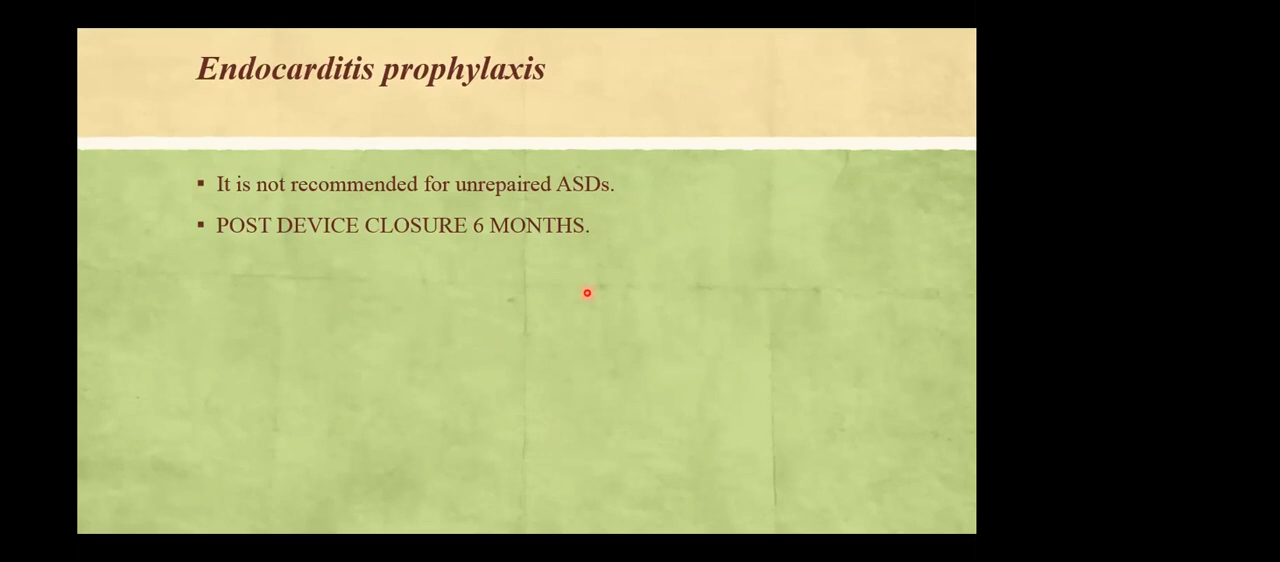 Endocarditis prophylaxis
▪ It is not recommended for unrepaired ASDs.
▪ POST DEVICE CLOSURE 6 MONTHS.